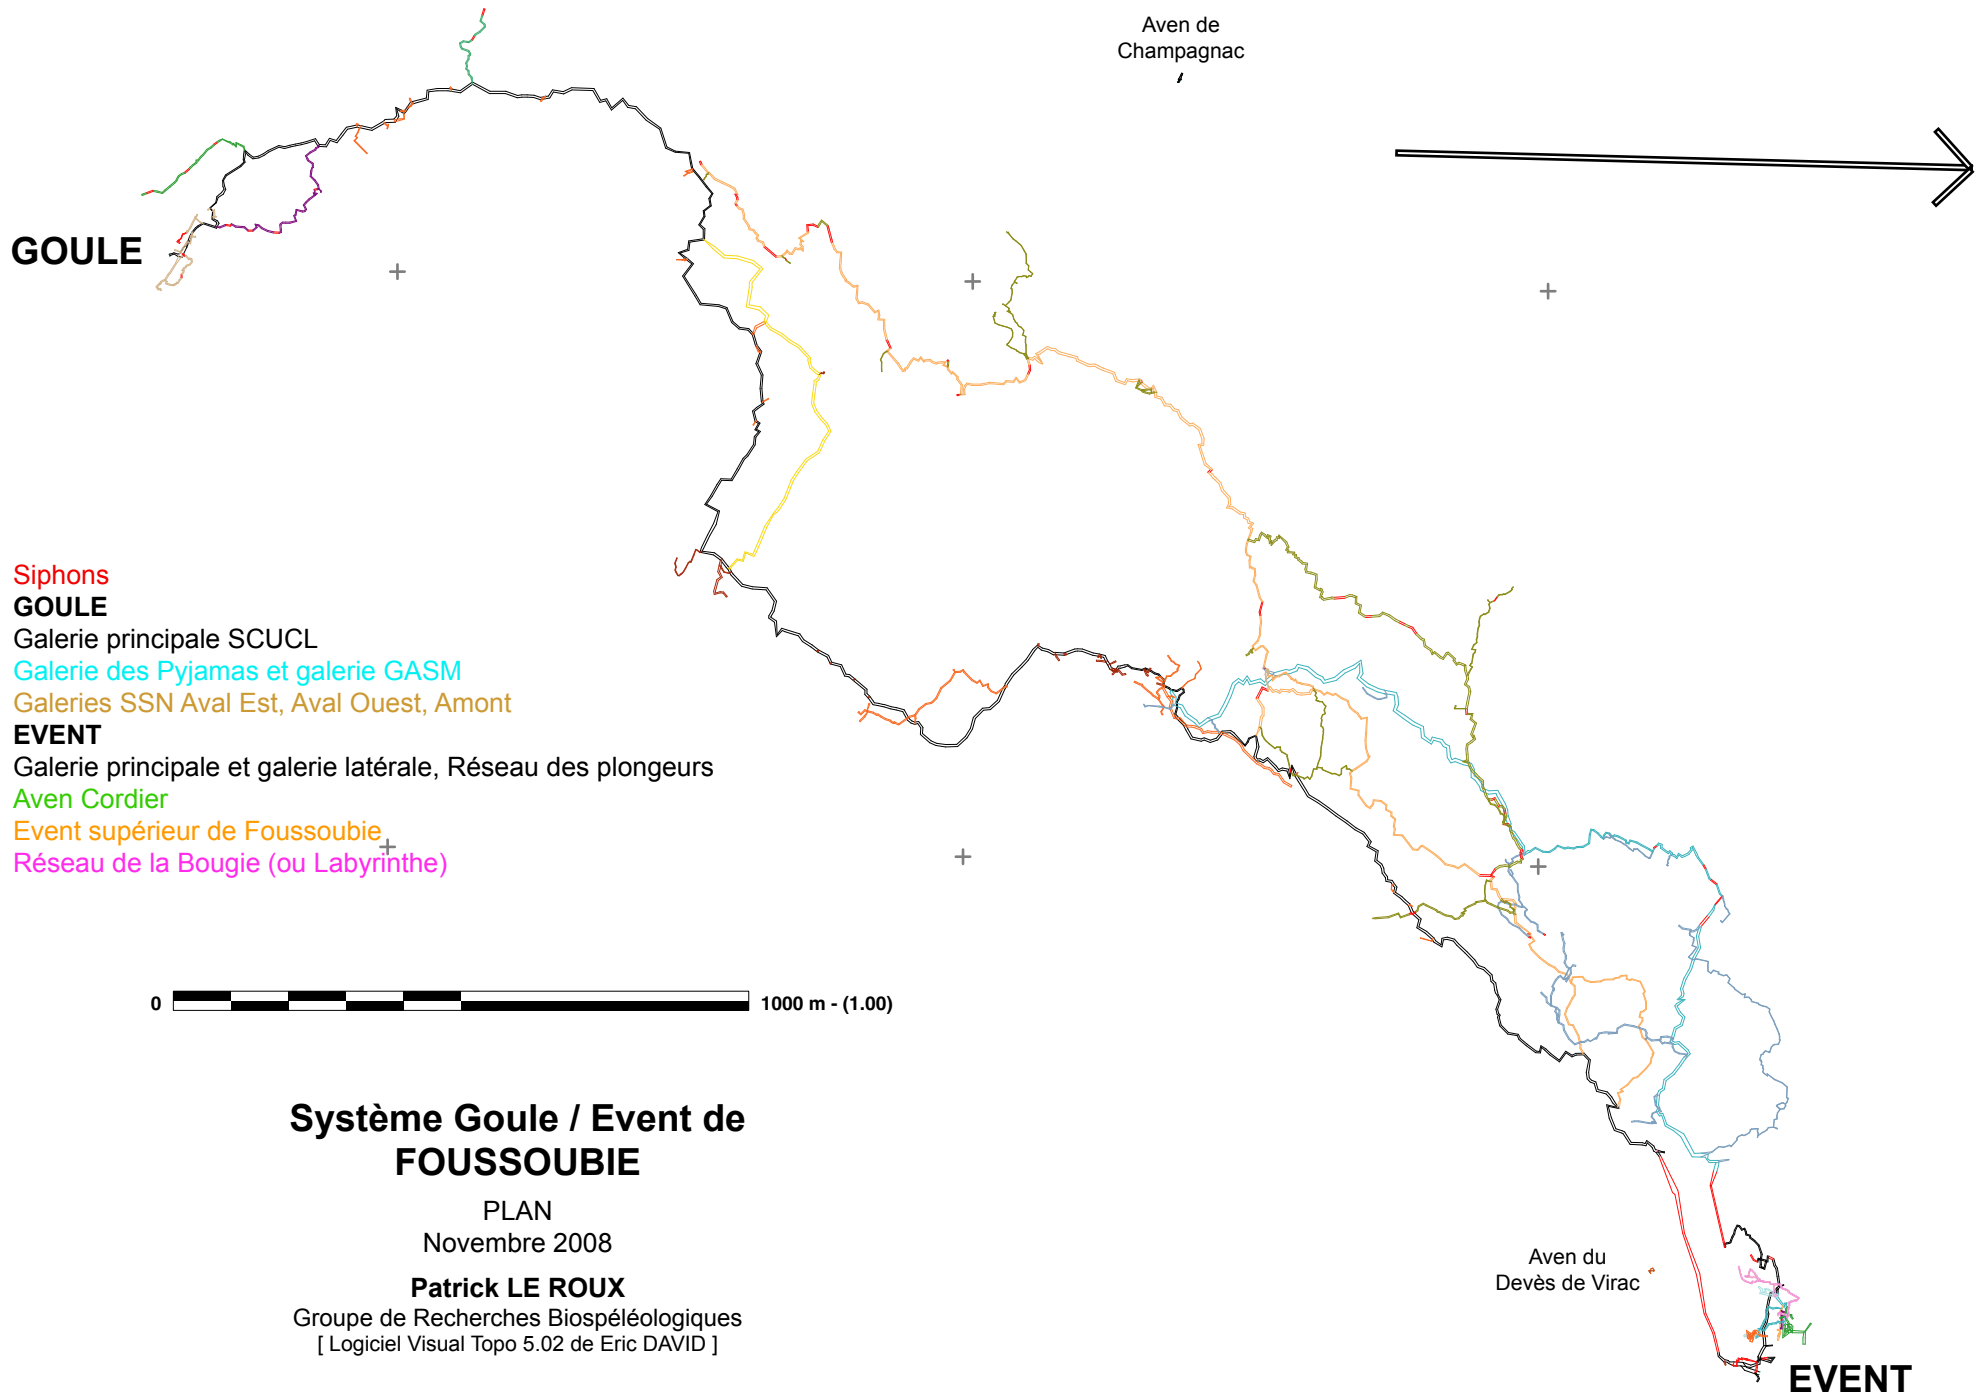 Aven de
Champagnac
GOULE
Siphons
GOULE
Galerie principale SCUCL
Galerie des Pyjamas et galerie GASM
Galeries SSN Aval Est, Aval Ouest, Amont
EVENT
Galerie principale et galerie latérale, Réseau des plongeurs
Aven Cordier
Event supérieur de Foussoubie
Réseau de la Bougie (ou Labyrinthe)
0 1000 m - (1.00)
Système Goule / Event de
FOUSSOUBIE
PLAN
Novembre 2008
Patrick LE ROUX
Groupe de Recherches Biospéléologiques
[ Logiciel Visual Topo 5.02 de Eric DAVID ]
Aven du
Devès de Virac
EVENT